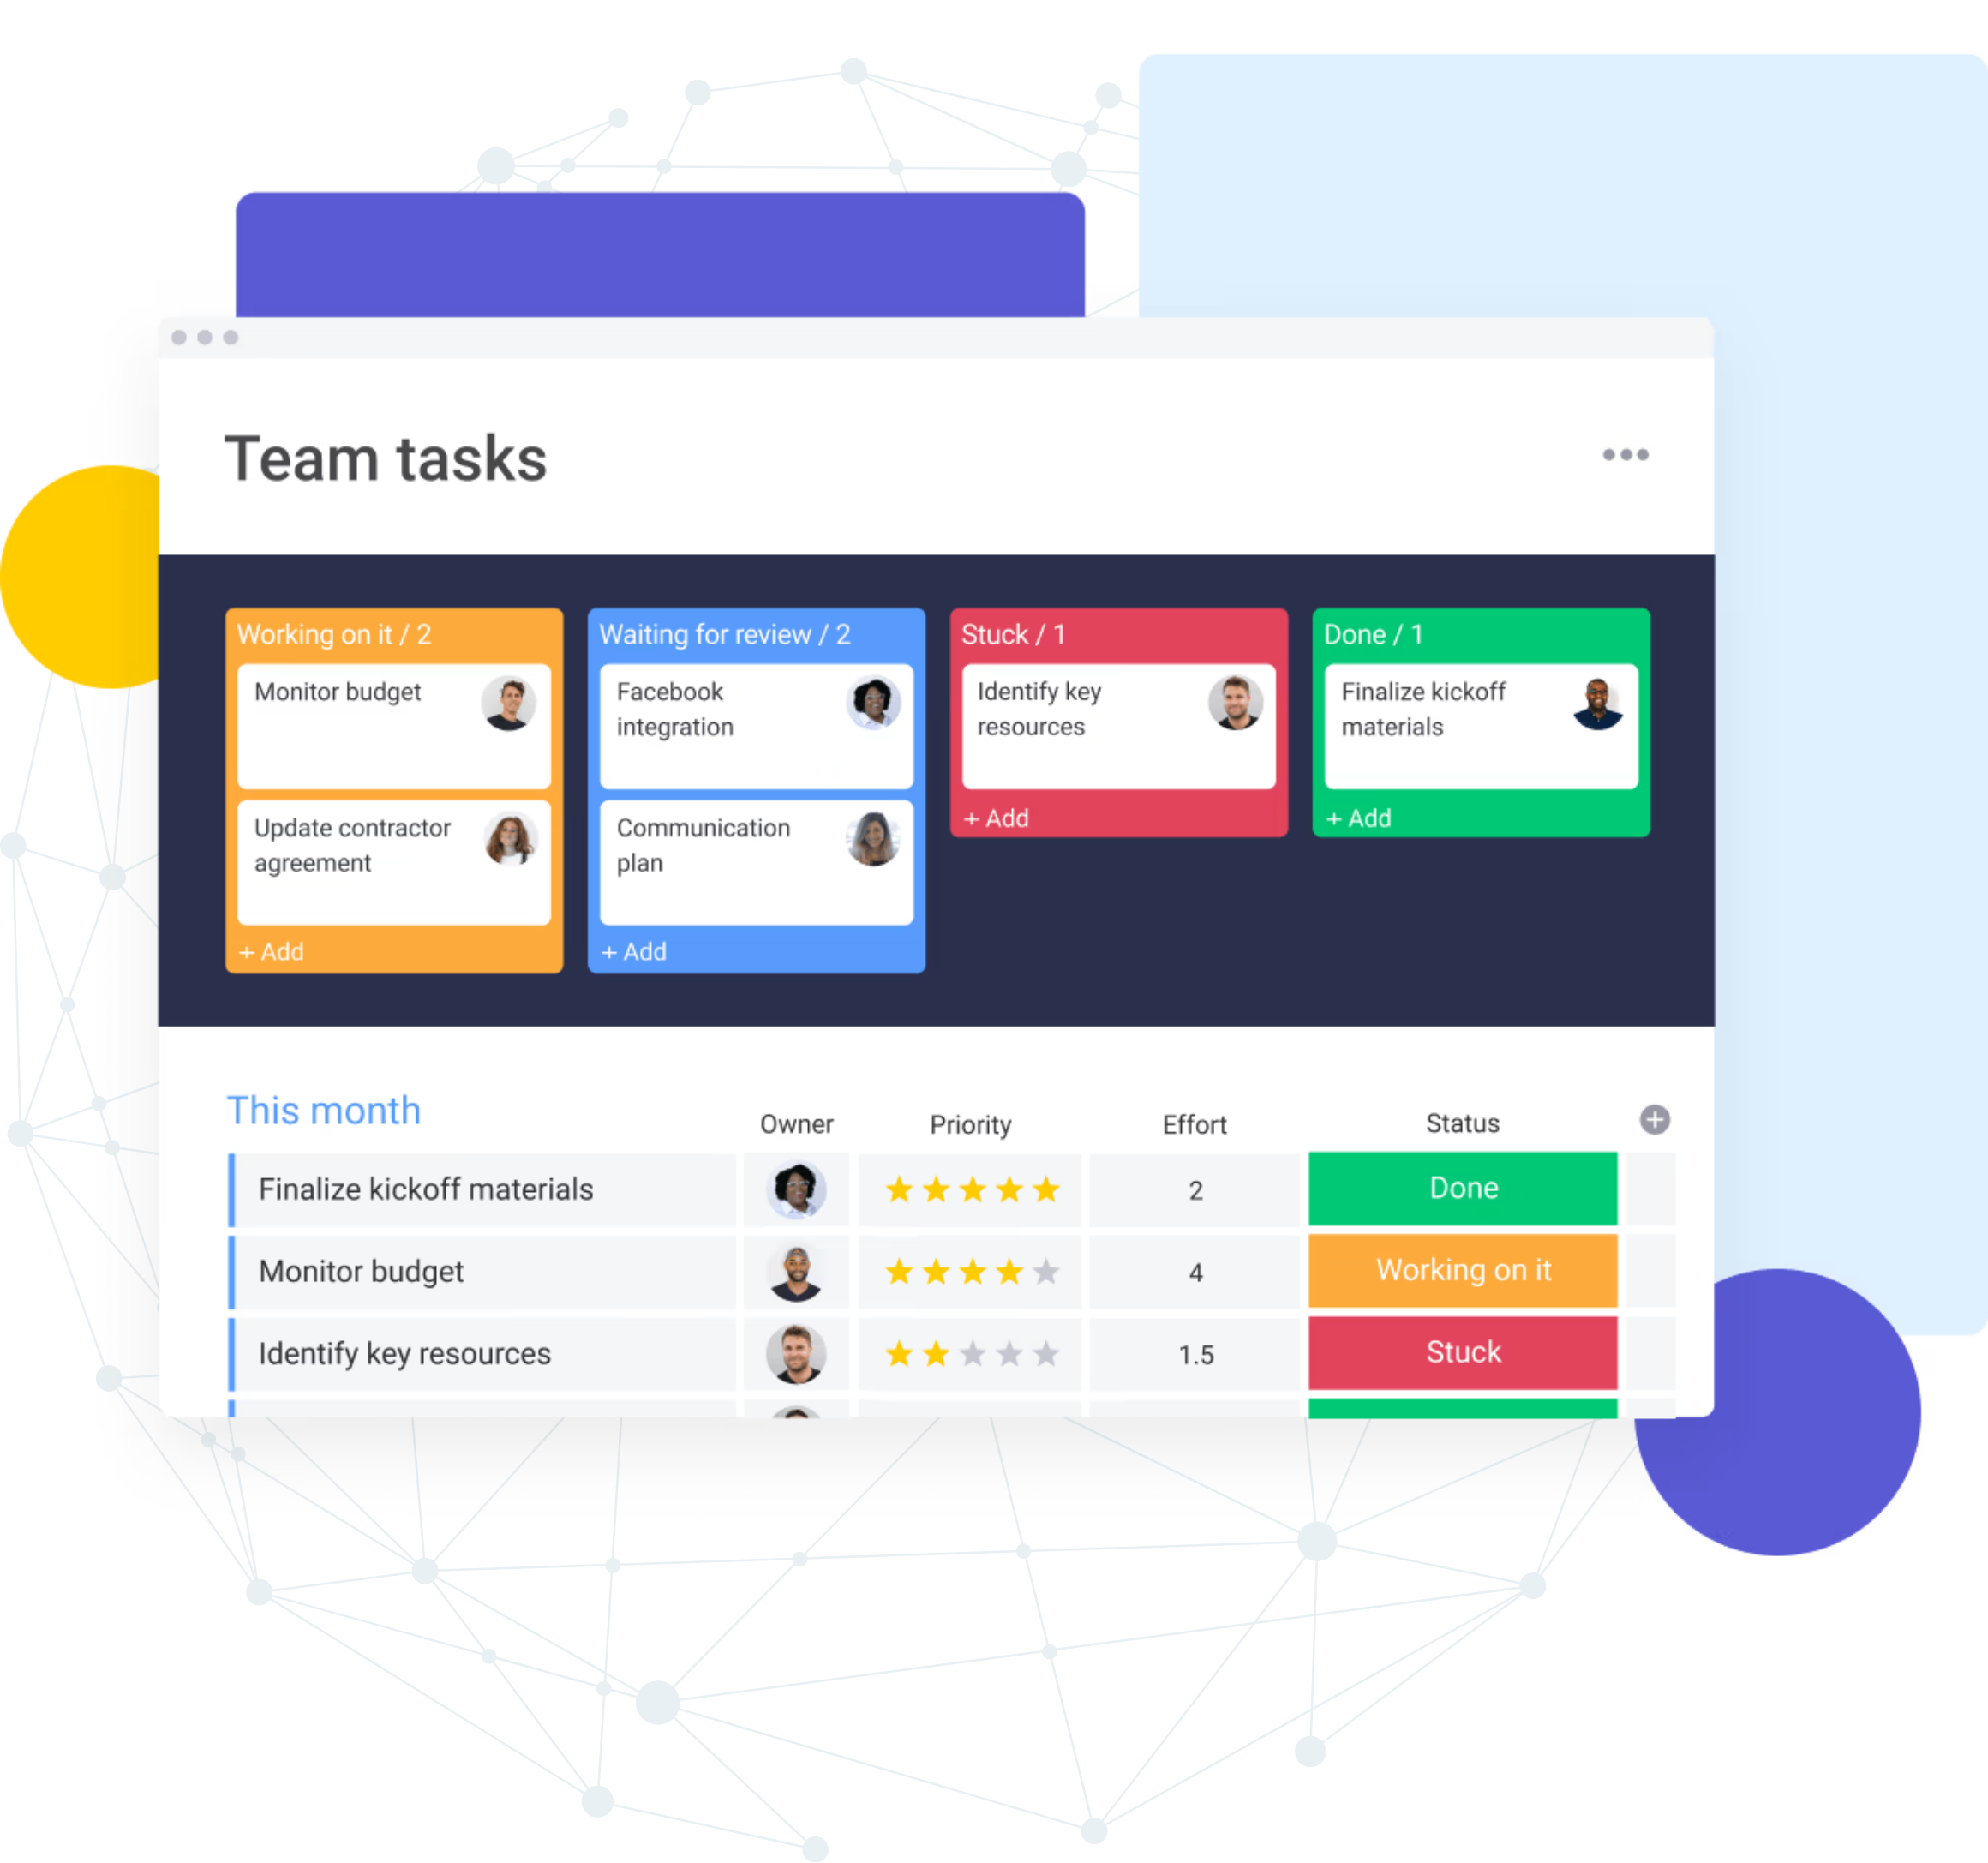 Team tasks
Working on it / 2
Monitor budget
Update contractor
agreement
+ Add
Waiting for review / 2
Facebook
integration
Communication
plan
+ Add
Stuck / 1
Identify key
resources
+ Add
Done / 1
Finalize kickoff
materials
+ Add
This month Owner Priority Effort Status
Finalize kickoff materials 2 Done
Monitor budget 4 Working on it
Identify key resources 1.5 Stuck